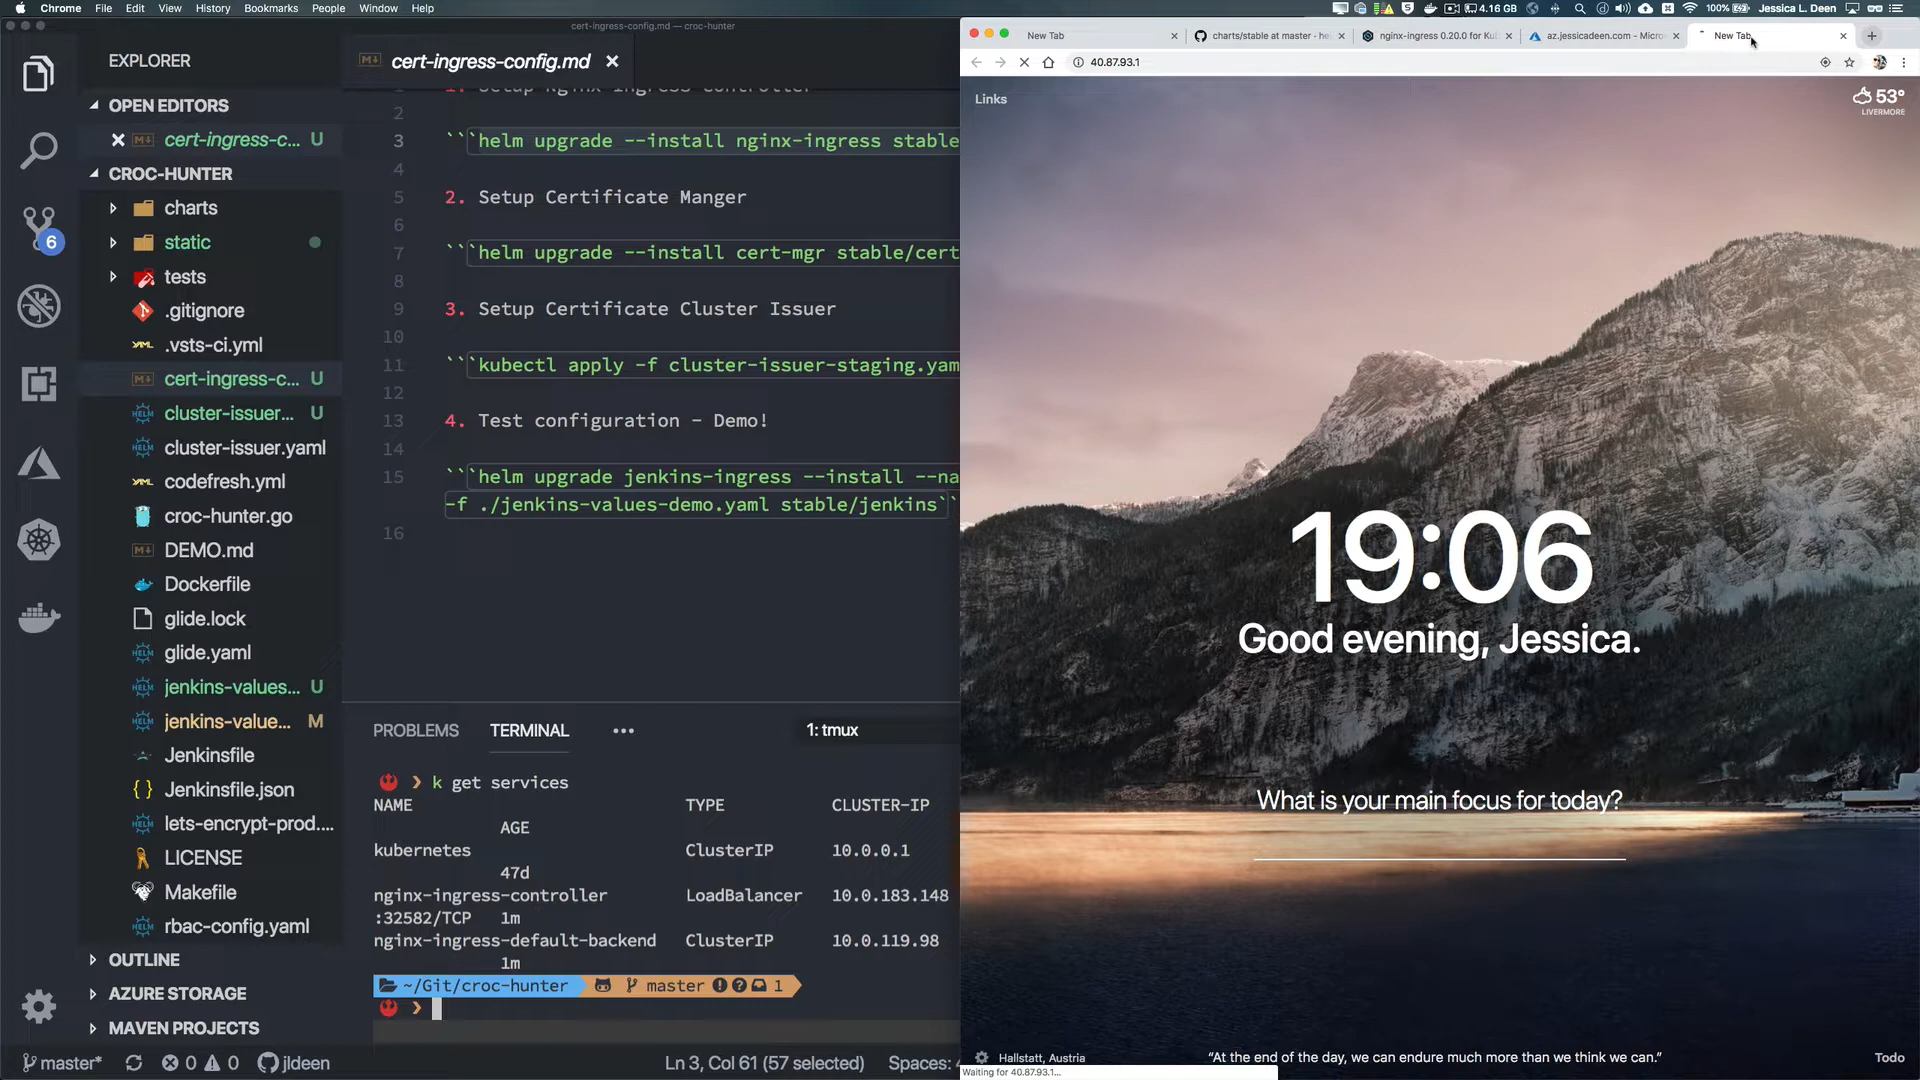 Chrome File Edit View History Bookmarks People Window Help
4.16 GB 100% Jessica L. Deen
cert-ingress-config.md — croc-hunter
EXPLORER
OPEN EDITORS
cert-ingress-c... U
CROC-HUNTER
charts
static
tests
.gitignore
.vsts-ci.yml
cert-ingress-c... U
cluster-issuer... U
cluster-issuer.yaml
codefresh.yml
croc-hunter.go
DEMO.md
Dockerfile
glide.lock
glide.yaml
jenkins-values... U
jenkins-value... M
Jenkinsfile
Jenkinsfile.json
lets-encrypt-prod....
LICENSE
Makefile
rbac-config.yaml
OUTLINE
AZURE STORAGE
MAVEN PROJECTS
6
cert-ingress-config.md
1. Setup Nginx Ingress Controller
2
3 ```helm upgrade --install nginx-ingress stable
4
5 2. Setup Certificate Manger
6
7 ```helm upgrade --install cert-mgr stable/cert
8
9 3. Setup Certificate Cluster Issuer
10
11 ```kubectl apply -f cluster-issuer-staging.yam
12
13 4. Test configuration - Demo!
14
15 ```helm upgrade jenkins-ingress --install --na
-f ./jenkins-values-demo.yaml stable/jenkins``
16
PROBLEMS TERMINAL ••• 1: tmux
❯ k get services
NAME TYPE CLUSTER-IP
AGE
kubernetes ClusterIP 10.0.0.1
47d
nginx-ingress-controller LoadBalancer 10.0.183.148
:32582/TCP 1m
nginx-ingress-default-backend ClusterIP 10.0.119.98
1m
~/Git/croc-hunter master 1
❯
master* 0 0 jldeen Ln 3, Col 61 (57 selected) Spaces:
New Tab charts/stable at master - he nginx-ingress 0.20.0 for Ku az.jessicadeen.com - Micro New Tab
40.87.93.1
Links
53°
LIVERMORE
19:06
Good evening, Jessica.
What is your main focus for today?
Hallstatt, Austria “At the end of the day, we can endure much more than we think we can.” Todo
Waiting for 40.87.93.1...